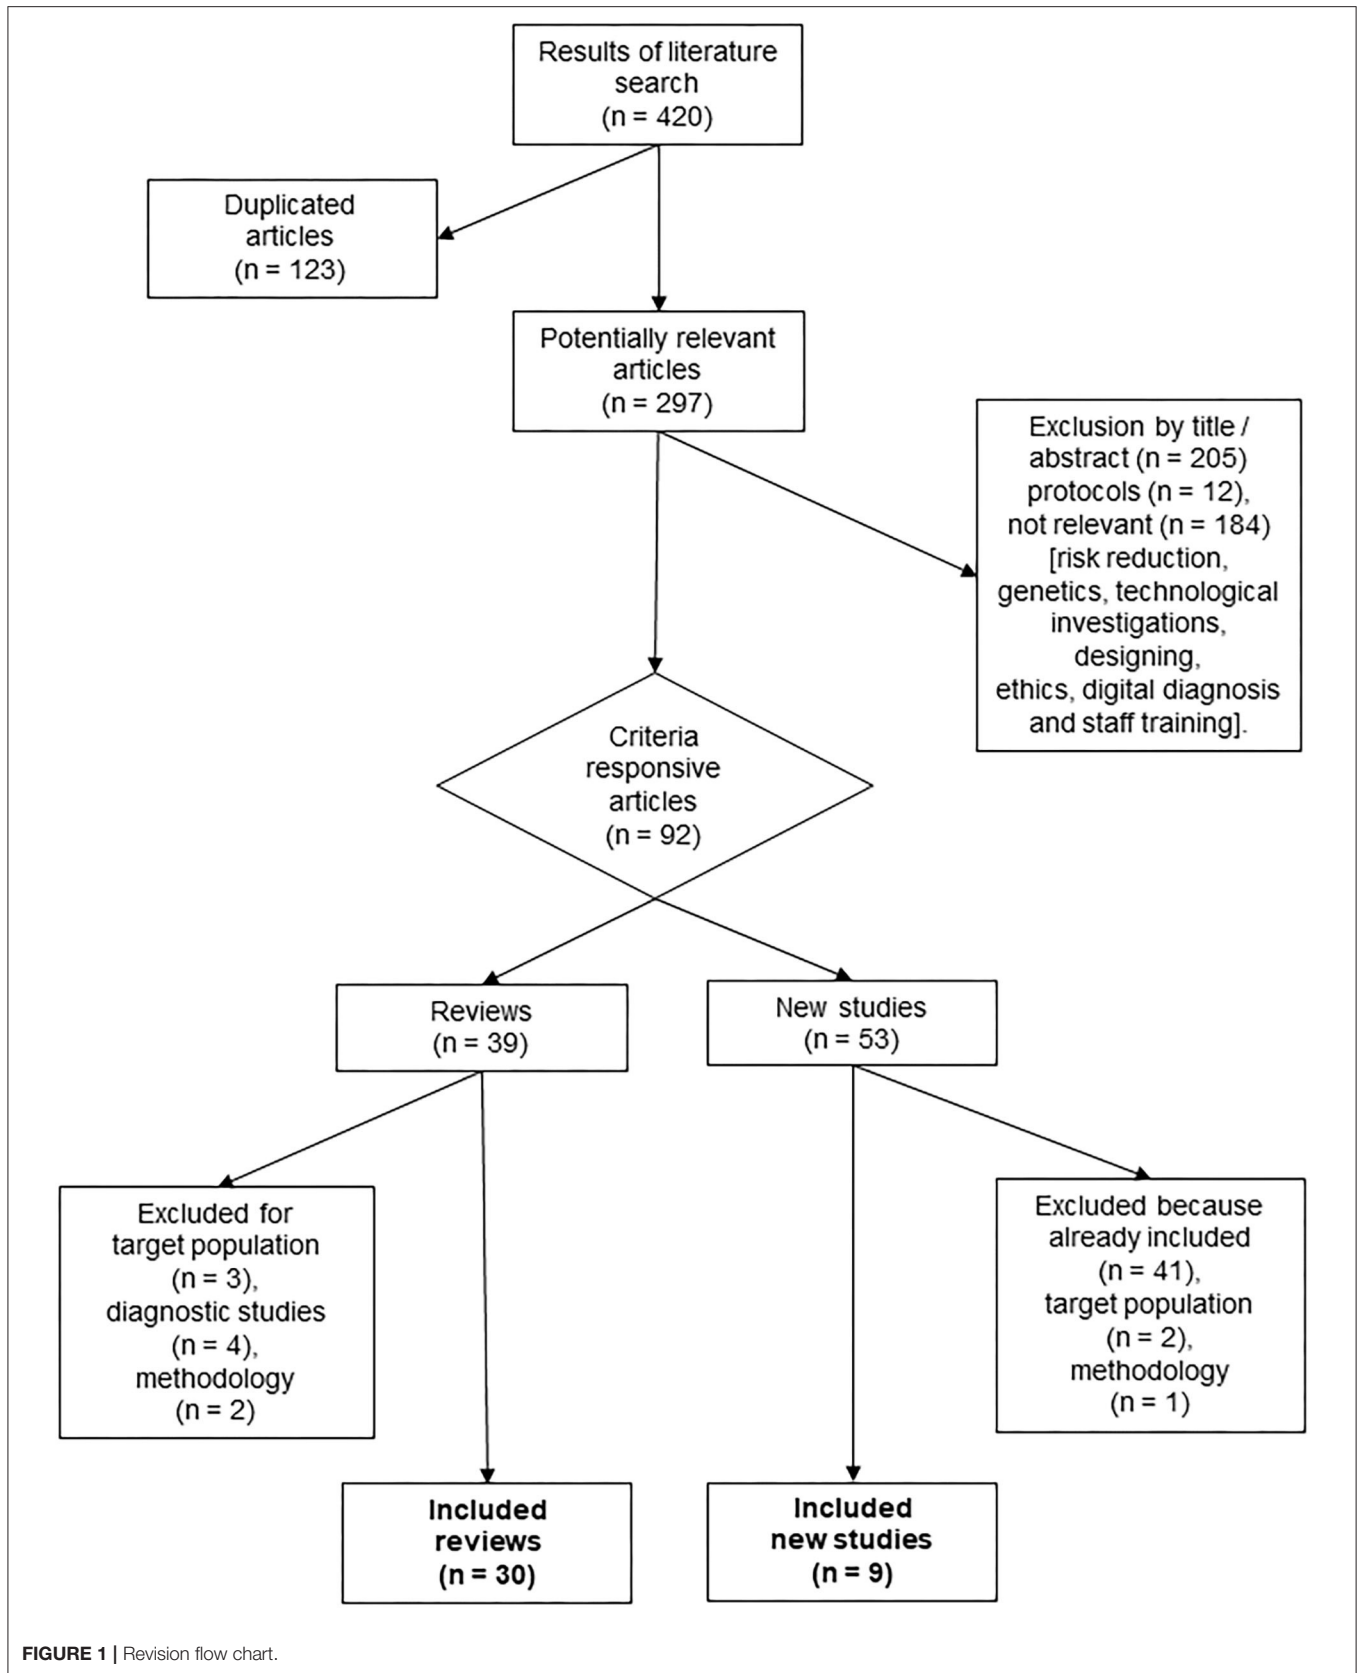 Results of literature
search
(n = 420)
Duplicated
articles
(n = 123)
Potentially relevant
articles
(n = 297)
Exclusion by title /
abstract (n = 205)
protocols (n = 12),
not relevant (n = 184)
[risk reduction,
genetics, technological
investigations,
designing,
ethics, digital diagnosis
and staff training].
Criteria
responsive
articles
(n = 92)
Reviews
(n = 39)
New studies
(n = 53)
Excluded for
target population
(n = 3),
diagnostic studies
(n = 4),
methodology
(n = 2)
Excluded because
already included
(n = 41),
target population
(n = 2),
methodology
(n = 1)
Included
reviews
(n = 30)
Included
new studies
(n = 9)
FIGURE 1 | Revision flow chart.